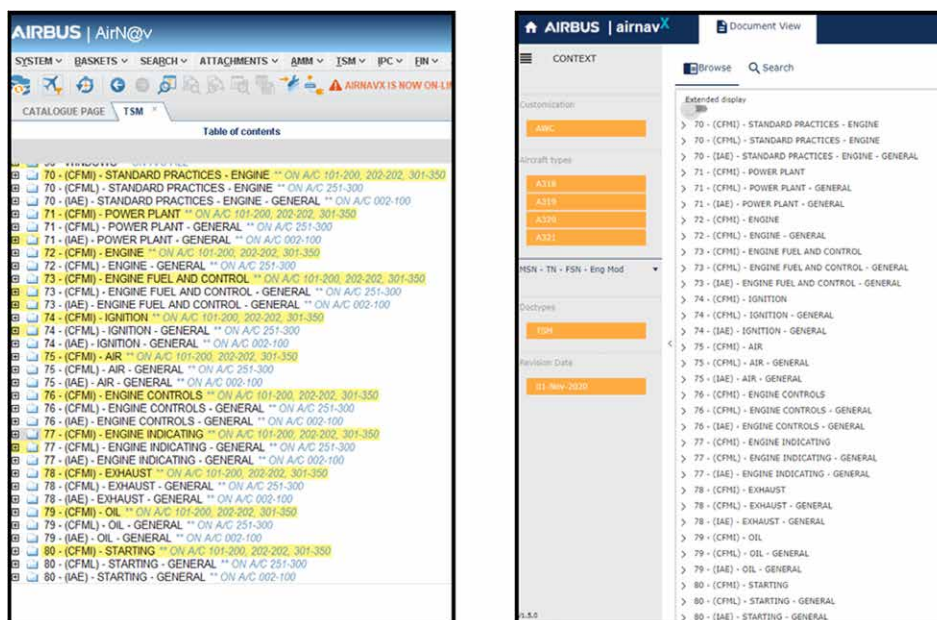 AIRBUS | AirN@v
SYSTEM BASKETS SEARCH ATTACHMENTS AMM TSM IPC FIN
AIRNAVX IS NOW ON-LI
CATALOGUE PAGE TSM ×
Table of contents
70 - (CFMI) - STANDARD PRACTICES - ENGINE ** ON A/C 101-200, 202-202, 301-350
70 - (CFML) - STANDARD PRACTICES - ENGINE ** ON A/C 251-300
70 - (IAE) - STANDARD PRACTICES - ENGINE - GENERAL ** ON A/C 002-100
71 - (CFMI) - POWER PLANT ** ON A/C 101-200, 202-202, 301-350
71 - (CFML) - POWER PLANT - GENERAL ** ON A/C 251-300
71 - (IAE) - POWER PLANT - GENERAL ** ON A/C 002-100
72 - (CFMI) - ENGINE ** ON A/C 101-200, 202-202, 301-350
72 - (CFML) - ENGINE - GENERAL ** ON A/C 251-300
73 - (CFMI) - ENGINE FUEL AND CONTROL ** ON A/C 101-200, 202-202, 301-350
73 - (CFML) - ENGINE FUEL AND CONTROL - GENERAL ** ON A/C 251-300
73 - (IAE) - ENGINE FUEL AND CONTROL - GENERAL ** ON A/C 002-100
74 - (CFMI) - IGNITION ** ON A/C 101-200, 202-202, 301-350
74 - (CFML) - IGNITION - GENERAL ** ON A/C 251-300
74 - (IAE) - IGNITION - GENERAL ** ON A/C 002-100
75 - (CFMI) - AIR ** ON A/C 101-200, 202-202, 301-350
75 - (CFML) - AIR - GENERAL ** ON A/C 251-300
75 - (IAE) - AIR - GENERAL ** ON A/C 002-100
76 - (CFMI) - ENGINE CONTROLS ** ON A/C 101-200, 202-202, 301-350
76 - (CFML) - ENGINE CONTROLS - GENERAL ** ON A/C 251-300
76 - (IAE) - ENGINE CONTROLS - GENERAL ** ON A/C 002-100
77 - (CFMI) - ENGINE INDICATING ** ON A/C 101-200, 202-202, 301-350
77 - (CFML) - ENGINE INDICATING - GENERAL ** ON A/C 251-300
77 - (IAE) - ENGINE INDICATING - GENERAL ** ON A/C 002-100
78 - (CFMI) - EXHAUST ** ON A/C 101-200, 202-202, 301-350
78 - (CFML) - EXHAUST - GENERAL ** ON A/C 251-300
78 - (IAE) - EXHAUST - GENERAL ** ON A/C 002-100
79 - (CFMI) - OIL ** ON A/C 101-200, 202-202, 301-350
79 - (CFML) - OIL - GENERAL ** ON A/C 251-300
79 - (IAE) - OIL - GENERAL ** ON A/C 002-100
80 - (CFMI) - STARTING ** ON A/C 101-200, 202-202, 301-350
80 - (CFML) - STARTING - GENERAL ** ON A/C 251-300
80 - (IAE) - STARTING - GENERAL ** ON A/C 002-100
AIRBUS | airnavX
Document View
CONTEXT
Customization
Aircraft types
A318
A319
A320
A321
MSN - TN - FSN - Eng Mod
Doctypes
TSM
Revision Date
01-Nov-2020
V1.5.0
Browse Search
Extended display
70 - (CFMI) - STANDARD PRACTICES - ENGINE
70 - (CFML) - STANDARD PRACTICES - ENGINE
70 - (IAE) - STANDARD PRACTICES - ENGINE - GENERAL
71 - (CFMI) - POWER PLANT
71 - (CFML) - POWER PLANT - GENERAL
71 - (IAE) - POWER PLANT - GENERAL
72 - (CFMI) - ENGINE
72 - (CFML) - ENGINE - GENERAL
73 - (CFMI) - ENGINE FUEL AND CONTROL
73 - (CFML) - ENGINE FUEL AND CONTROL - GENERAL
73 - (IAE) - ENGINE FUEL AND CONTROL - GENERAL
74 - (CFMI) - IGNITION
74 - (CFML) - IGNITION - GENERAL
74 - (IAE) - IGNITION - GENERAL
75 - (CFMI) - AIR
75 - (CFML) - AIR - GENERAL
75 - (IAE) - AIR - GENERAL
76 - (CFMI) - ENGINE CONTROLS
76 - (CFML) - ENGINE CONTROLS - GENERAL
76 - (IAE) - ENGINE CONTROLS - GENERAL
77 - (CFMI) - ENGINE INDICATING
77 - (CFML) - ENGINE INDICATING - GENERAL
77 - (IAE) - ENGINE INDICATING - GENERAL
78 - (CFMI) - EXHAUST
78 - (CFML) - EXHAUST - GENERAL
78 - (IAE) - EXHAUST - GENERAL
79 - (CFMI) - OIL
79 - (CFML) - OIL - GENERAL
79 - (IAE) - OIL - GENERAL
80 - (CFMI) - STARTING
80 - (CFML) - STARTING - GENERAL
80 - (IAE) - STARTING - GENERAL